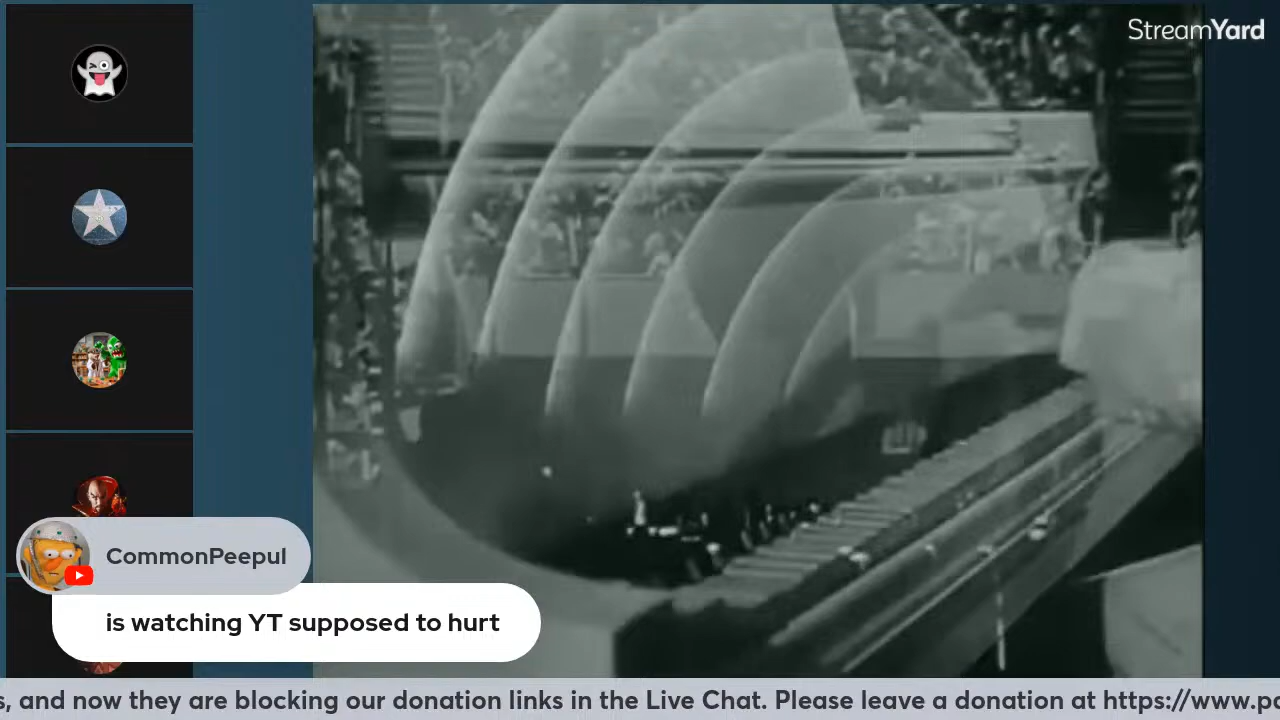 StreamYard
CommonPeepul
is watching YT supposed to hurt
s, and now they are blocking our donation links in the Live Chat. Please leave a donation at https://www.p